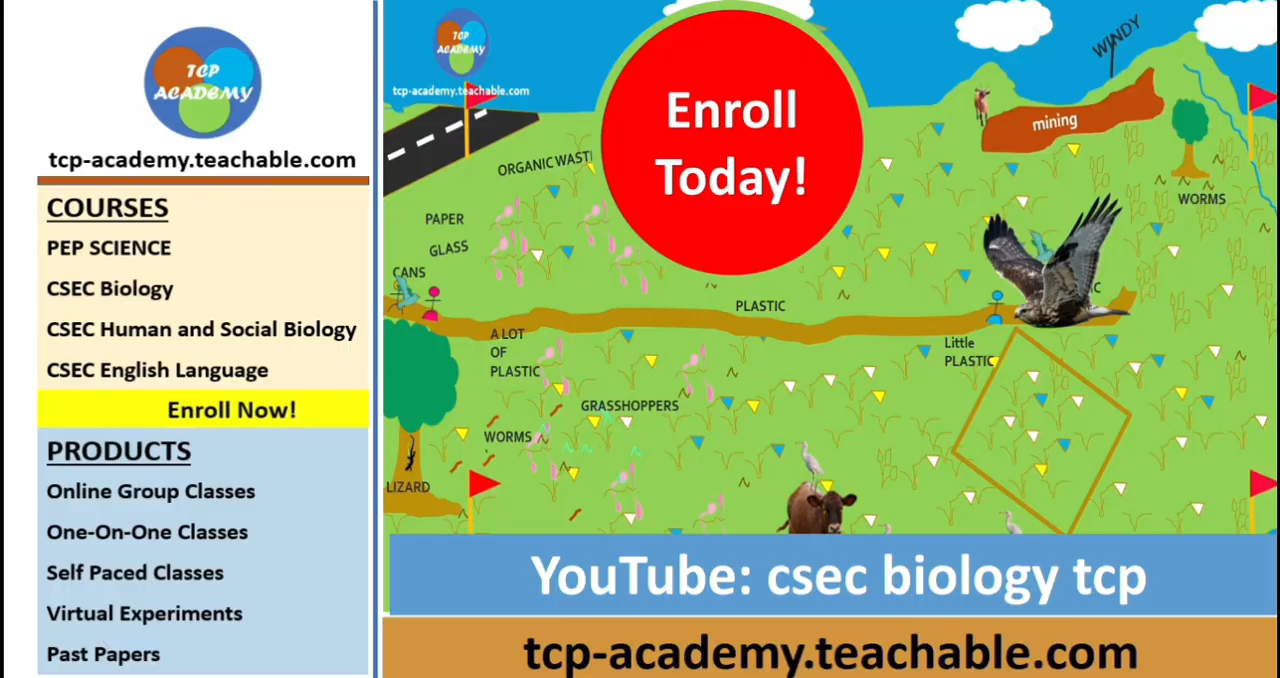 TCP
ACADEMY
tcp-academy.teachable.com
COURSES
PEP SCIENCE
CSEC Biology
CSEC Human and Social Biology
CSEC English Language
Enroll Now!
PRODUCTS
Online Group Classes
One-On-One Classes
Self Paced Classes
Virtual Experiments
Past Papers
TCP
ACADEMY
tcp-academy.teachable.com
Enroll
Today!
WINDY
mining
ORGANIC
WORMS
PAPER
GLASS
CANS
PLASTIC
A LOT
OF
PLASTIC
Little
PLASTIC
GRASSHOPPERS
WORMS
LIZARD
YouTube: csec biology tcp
tcp-academy.teachable.com